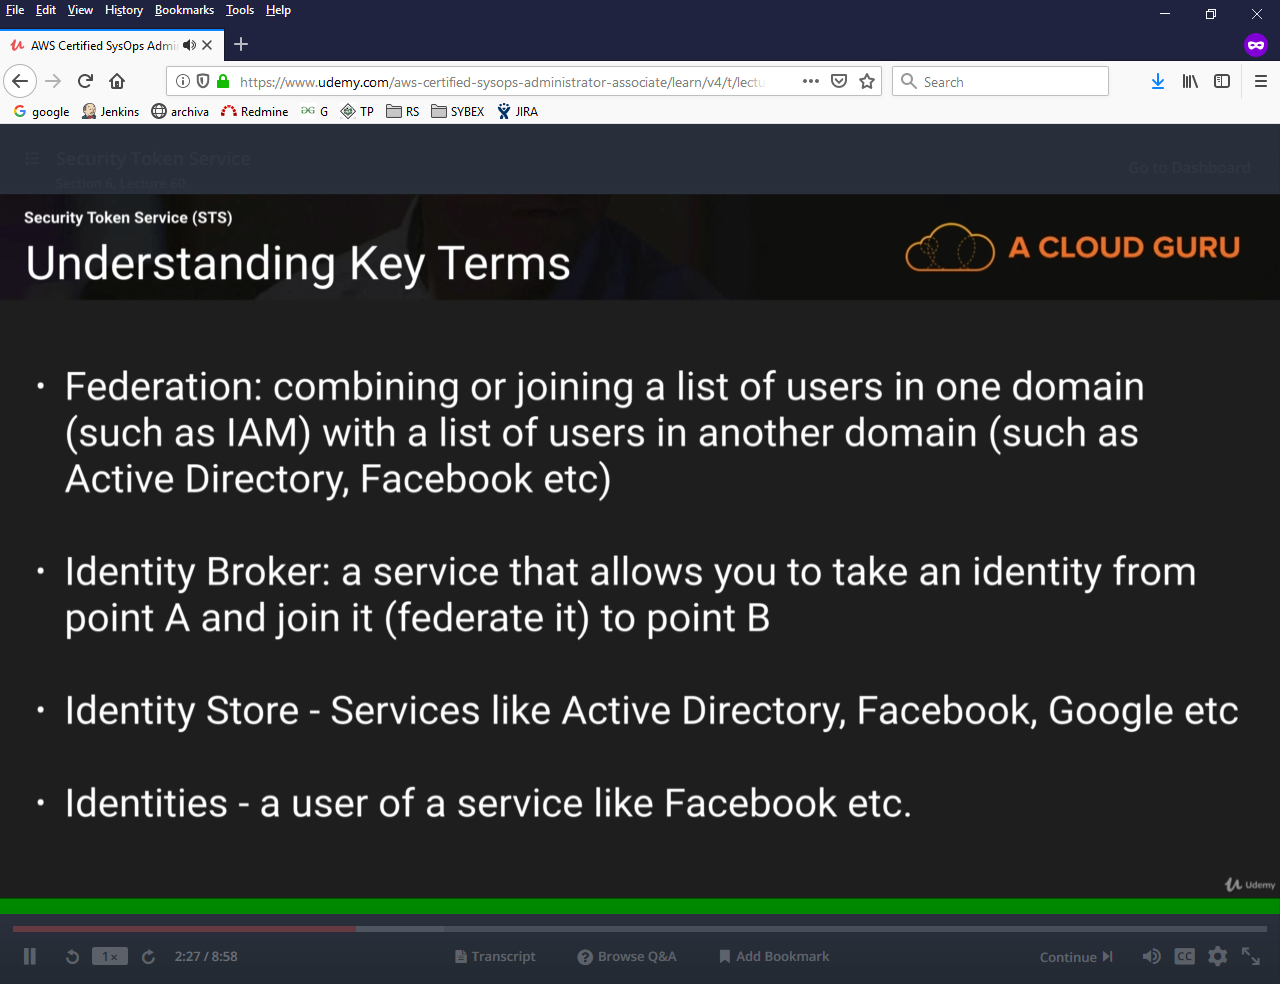 File Edit View History Bookmarks Tools Help
AWS Certified SysOps Admi
https://www.udemy.com/aws-certified-sysops-administrator-associate/learn/v4/t/lectu
Search
google Jenkins archiva Redmine G TP RS SYBEX JIRA
Security Token Service
Section 6, Lecture 60
Go to Dashboard
Security Token Service (STS)
Understanding Key Terms
A CLOUD GURU
• Federation: combining or joining a list of users in one domain
(such as IAM) with a list of users in another domain (such as
Active Directory, Facebook etc)
• Identity Broker: a service that allows you to take an identity from
point A and join it (federate it) to point B
• Identity Store - Services like Active Directory, Facebook, Google etc
• Identities - a user of a service like Facebook etc.
Udemy
1× 2:27 / 8:58 Transcript Browse Q&A Add Bookmark Continue CC